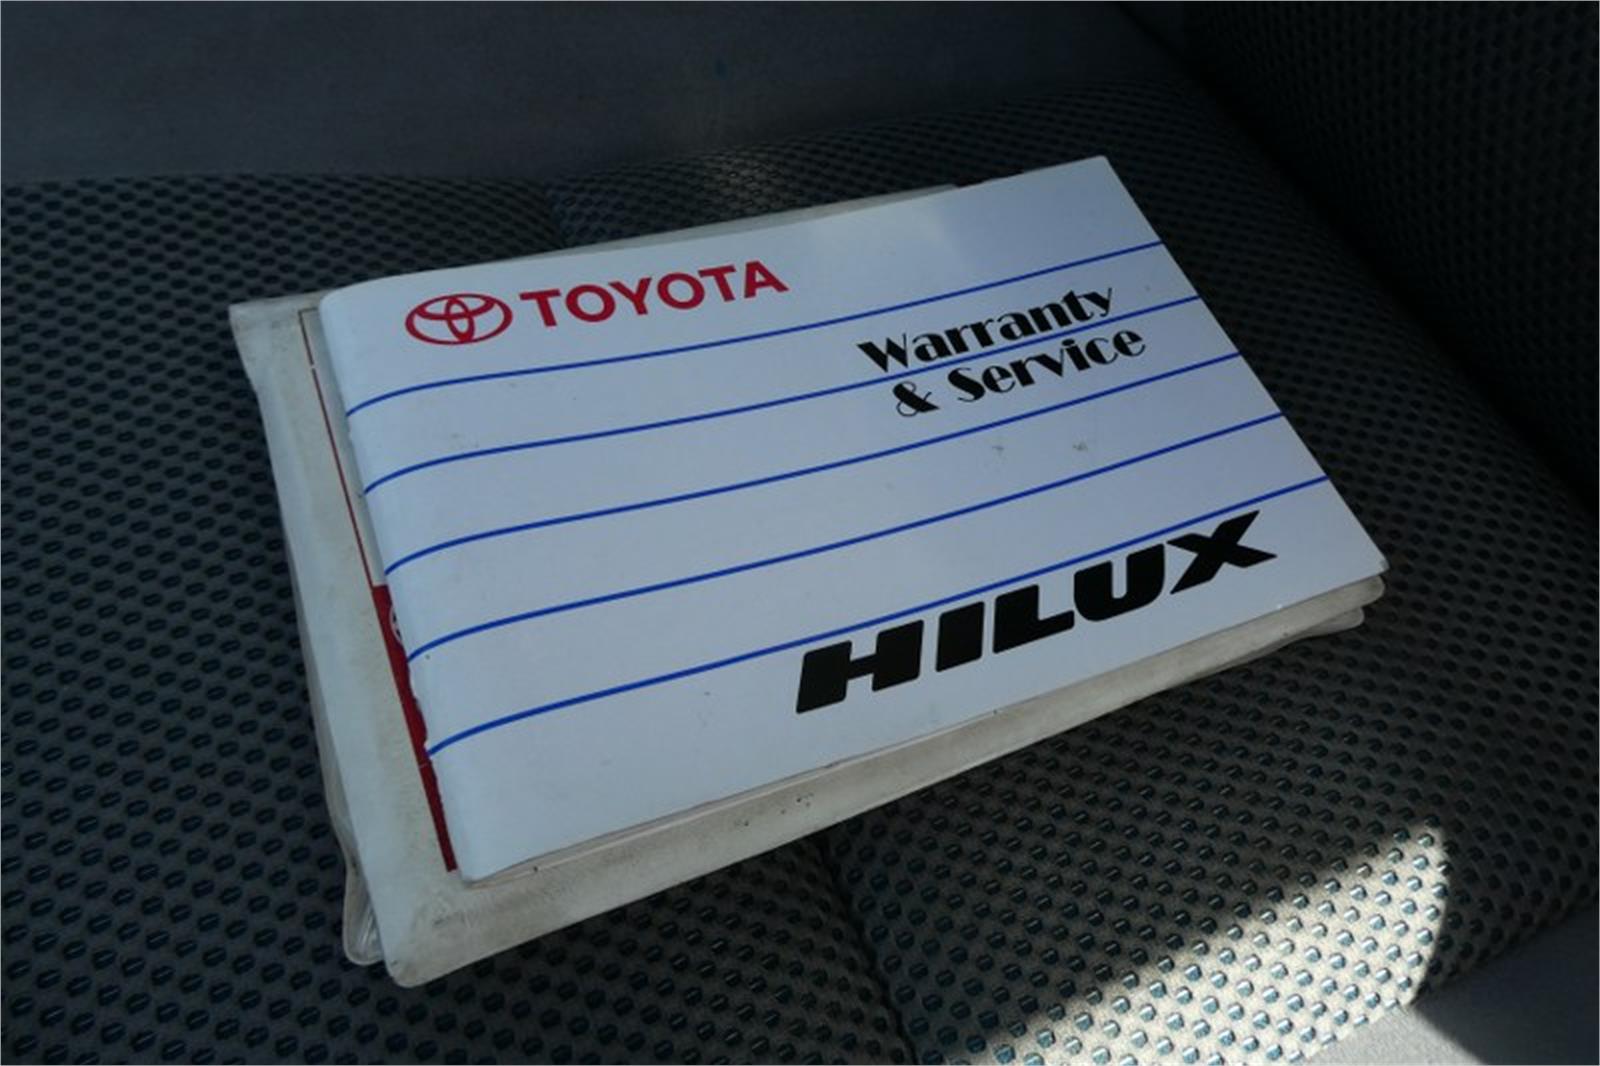 TOYOTA
Warranty
& Service
HILUX